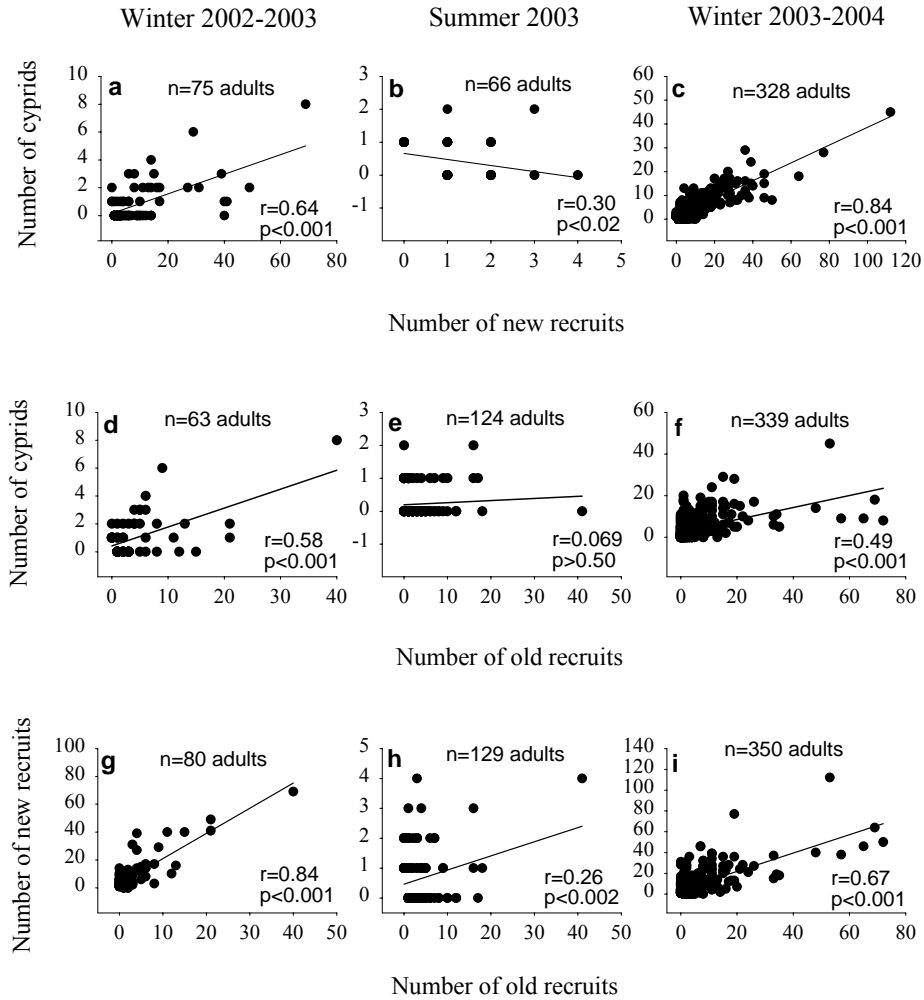 Winter 2002-2003 Summer 2003 Winter 2003-2004
Number of cyprids
a
n=75 adults
10
8
6
4
2
0
r=0.64
p<0.001
0 20 40 60 80
b
n=66 adults
3
2
1
0
-1
r=0.30
p<0.02
0 1 2 3 4 5
c
n=328 adults
60
50
40
30
20
10
0
r=0.84
p<0.001
0 20 40 60 80 100 120
Number of new recruits
Number of cyprids
d
n=63 adults
10
8
6
4
2
0
r=0.58
p<0.001
0 10 20 30 40
e
n=124 adults
3
2
1
0
-1
r=0.069
p>0.50
0 10 20 30 40 50
f
n=339 adults
60
40
20
0
r=0.49
p<0.001
0 10 20 30 40 50 60 70 80
Number of old recruits
Number of new recruits
g
n=80 adults
100
80
60
40
20
0
r=0.84
p<0.001
0 10 20 30 40 50
h
n=129 adults
5
4
3
2
1
0
r=0.26
p<0.002
0 10 20 30 40 50
i
n=350 adults
140
120
100
80
60
40
20
0
r=0.67
p<0.001
0 10 20 30 40 50 60 70 80
Number of old recruits